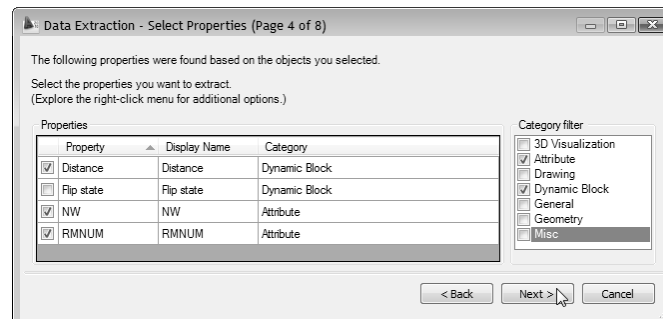 Data Extraction - Select Properties (Page 4 of 8)
The following properties were found based on the objects you selected.
Select the properties you want to extract.
(Explore the right-click menu for additional options.)
Properties
Property Display Name Category
Distance Distance Dynamic Block
Flip state Flip state Dynamic Block
NW NW Attribute
RMNUM RMNUM Attribute
Category filter
3D Visualization
Attribute
Drawing
Dynamic Block
General
Geometry
Misc
< Back Next > Cancel